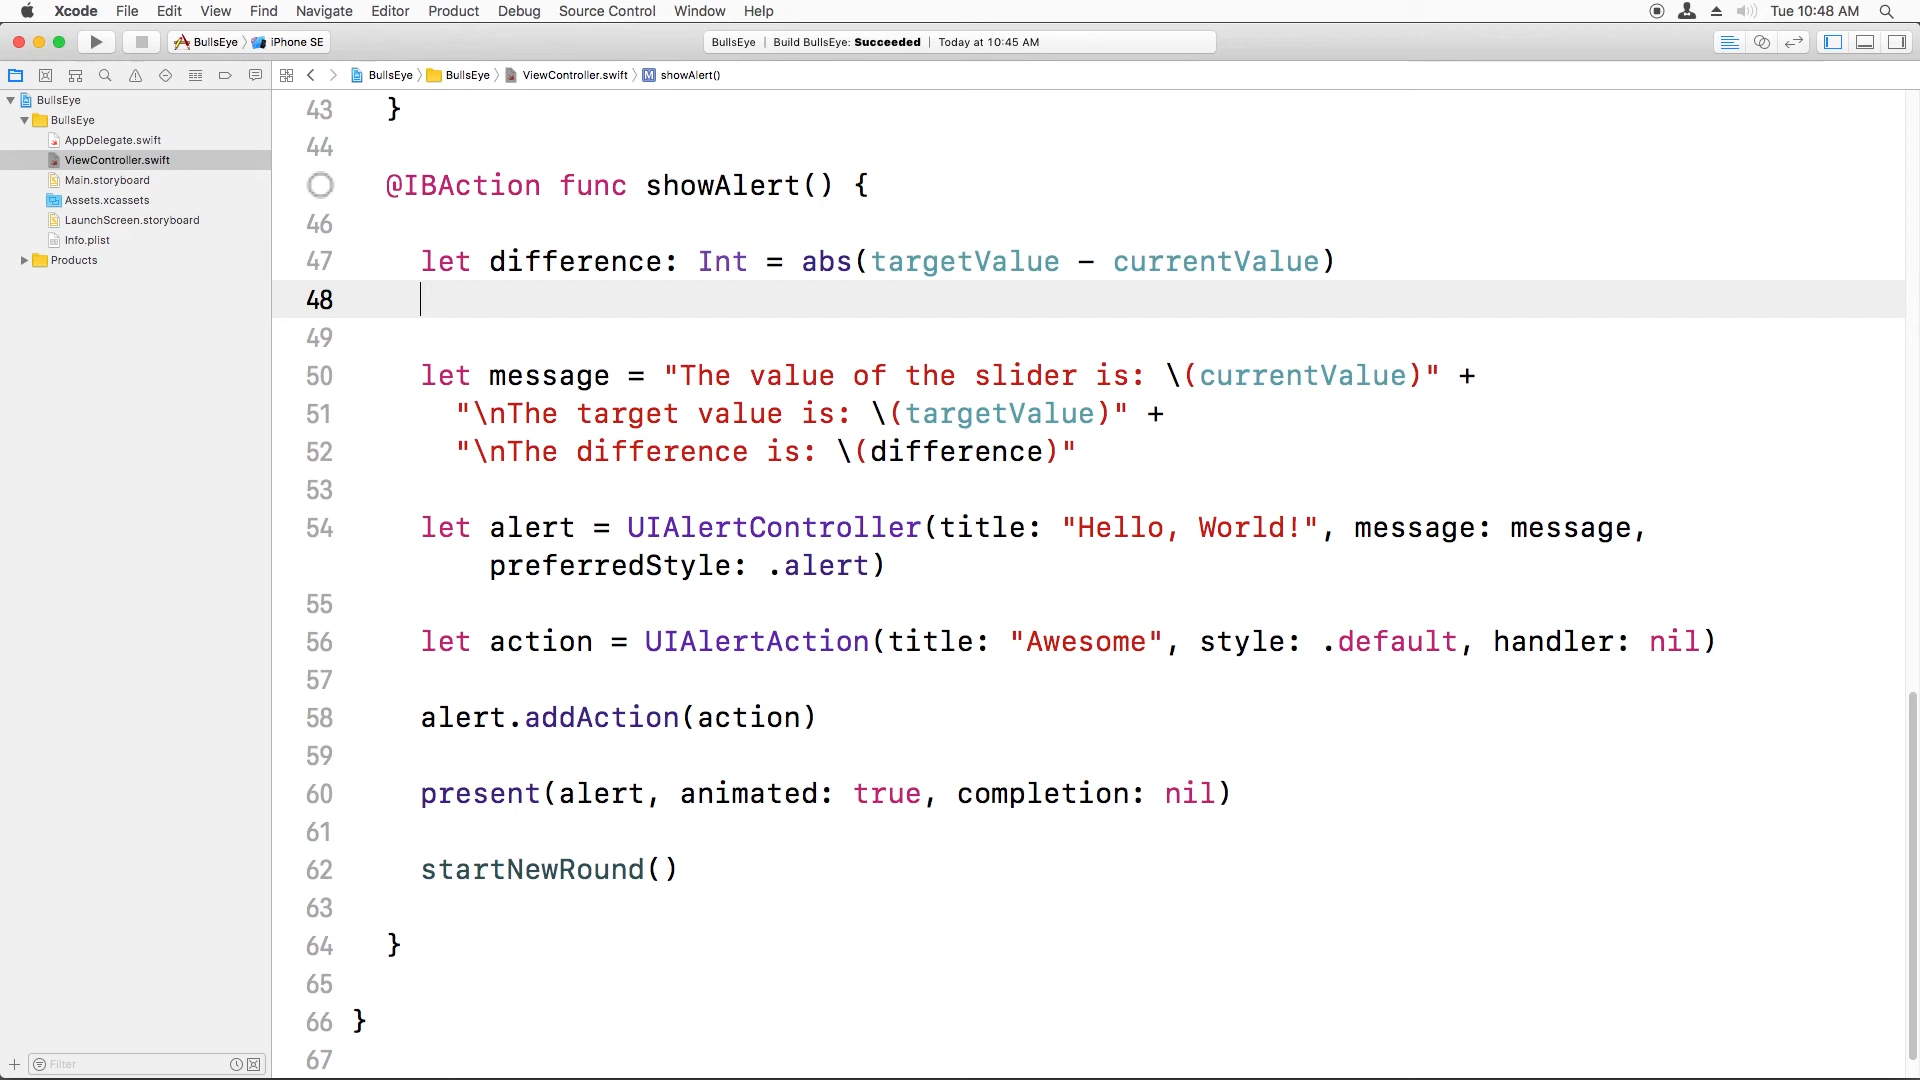 Xcode File Edit View Find Navigate Editor Product Debug Source Control Window Help Tue 10:48 AM
BullsEye iPhone SE BullsEye | Build BullsEye: Succeeded | Today at 10:45 AM
BullsEye BullsEye ViewController.swift M showAlert()
BullsEye
BullsEye
AppDelegate.swift
ViewController.swift
Main.storyboard
Assets.xcassets
LaunchScreen.storyboard
Info.plist
Products
Filter
43 }
44
@IBAction func showAlert() {
46
47 let difference: Int = abs(targetValue - currentValue)
48
49
50 let message = "The value of the slider is: \(currentValue)" +
51 "\nThe target value is: \(targetValue)" +
52 "\nThe difference is: \(difference)"
53
54 let alert = UIAlertController(title: "Hello, World!", message: message,
preferredStyle: .alert)
55
56 let action = UIAlertAction(title: "Awesome", style: .default, handler: nil)
57
58 alert.addAction(action)
59
60 present(alert, animated: true, completion: nil)
61
62 startNewRound()
63
64 }
65
66 }
67